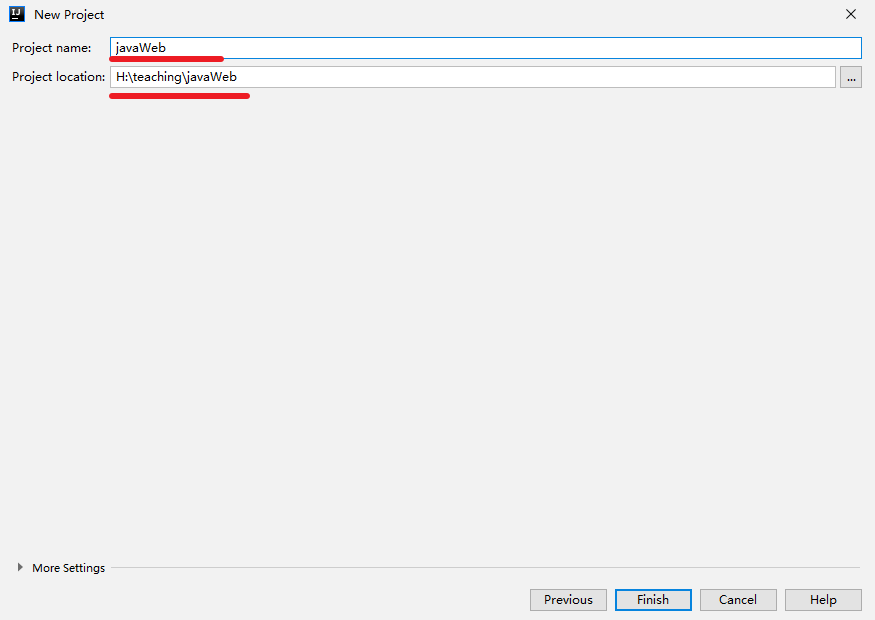 IJ New Project
Project name: javaWeb
Project location: H:\teaching\javaWeb ...
More Settings
Previous Finish Cancel Help